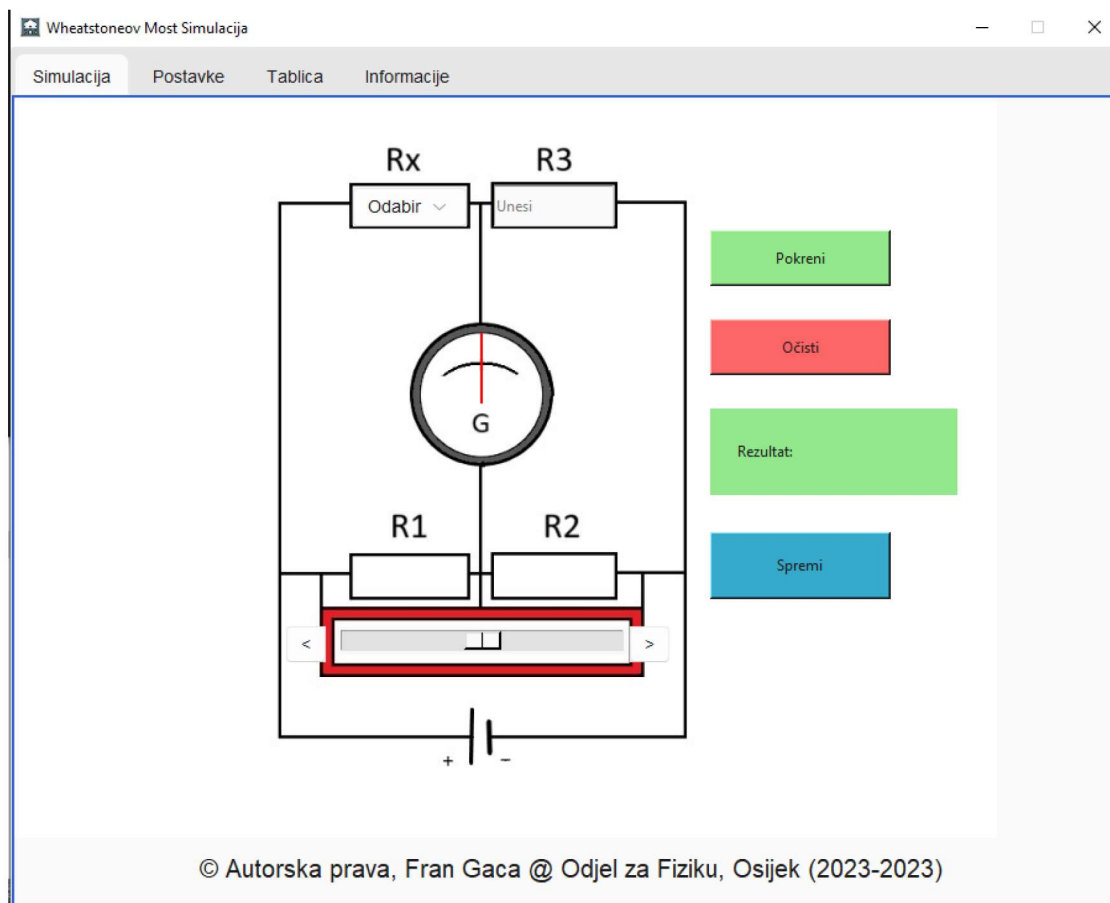 Wheatstoneov Most Simulacija
Simulacija Postavke Tablica Informacije
Rx R3
Odabir Unesi
Pokreni
Očisti
G
Rezultat:
R1 R2
Spremi
< >
+ −
© Autorska prava, Fran Gaca @ Odjel za Fiziku, Osijek (2023-2023)